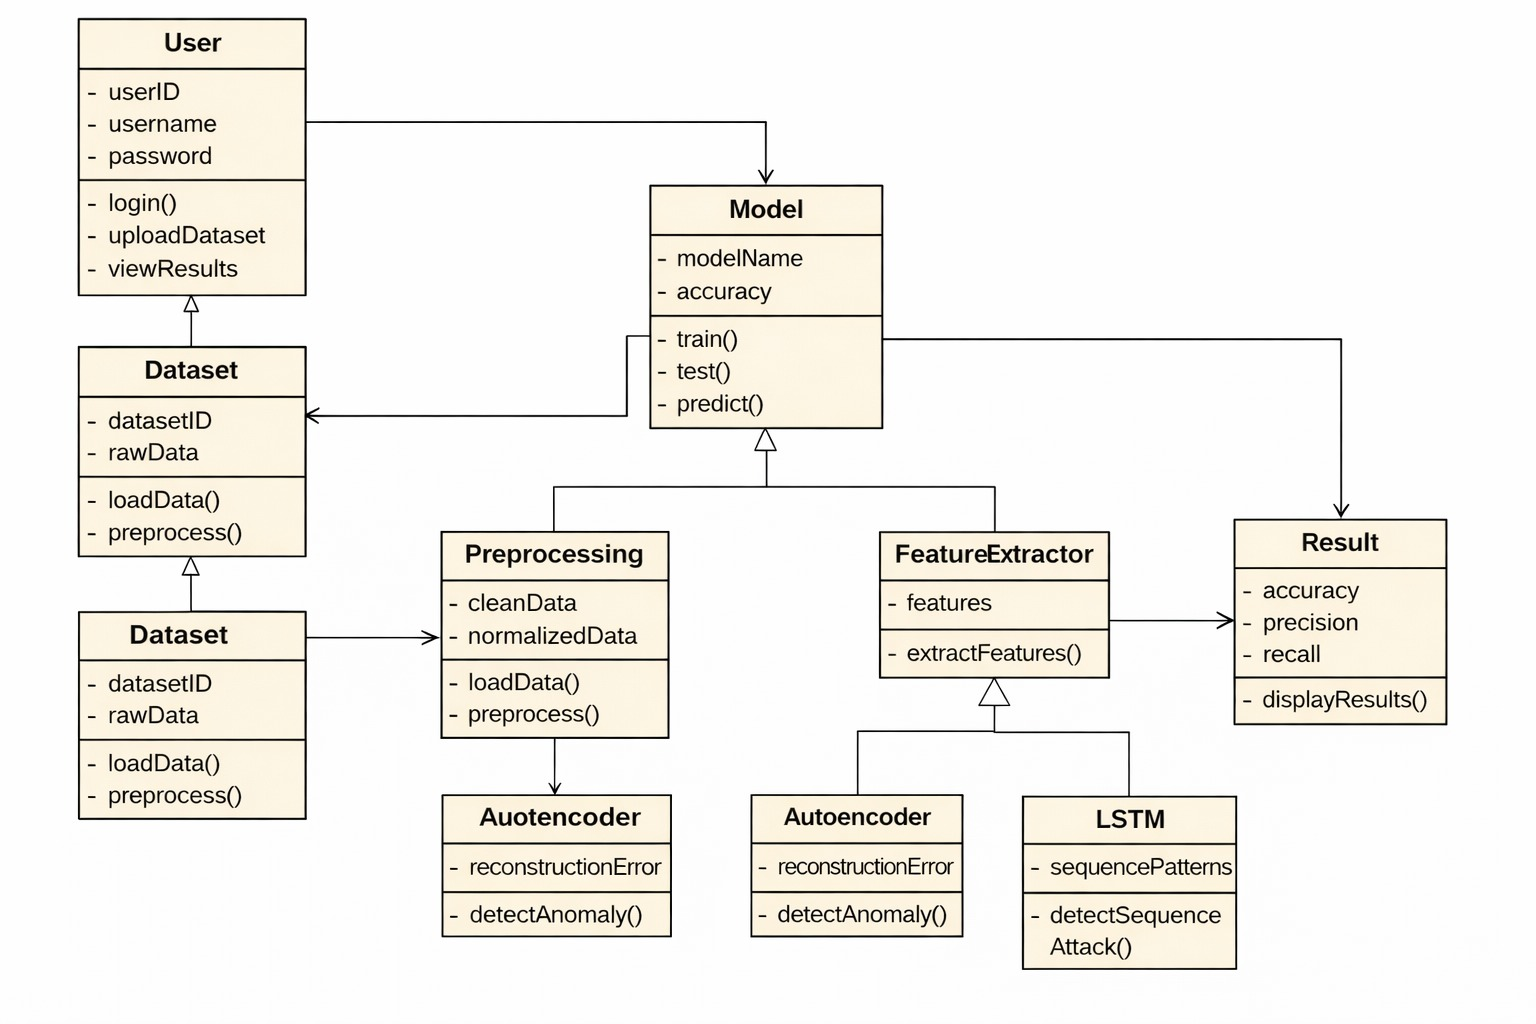 User
- userID
- username
- password
- login()
- uploadDataset
- viewResults
Model
- modelName
- accuracy
- train()
- test()
- predict()
Dataset
- datasetID
- rawData
- loadData()
- preprocess()
Dataset
- datasetID
- rawData
- loadData()
- preprocess()
Preprocessing
- cleanData
- normalizedData
- loadData()
- preprocess()
FeatureExtractor
- features
- extractFeatures()
Result
- accuracy
- precision
- recall
- displayResults()
Auotencoder
- reconstructionError
- detectAnomaly()
Autoencoder
- reconstructionError
- detectAnomaly()
LSTM
- sequencePatterns
- detectSequence
Attack()